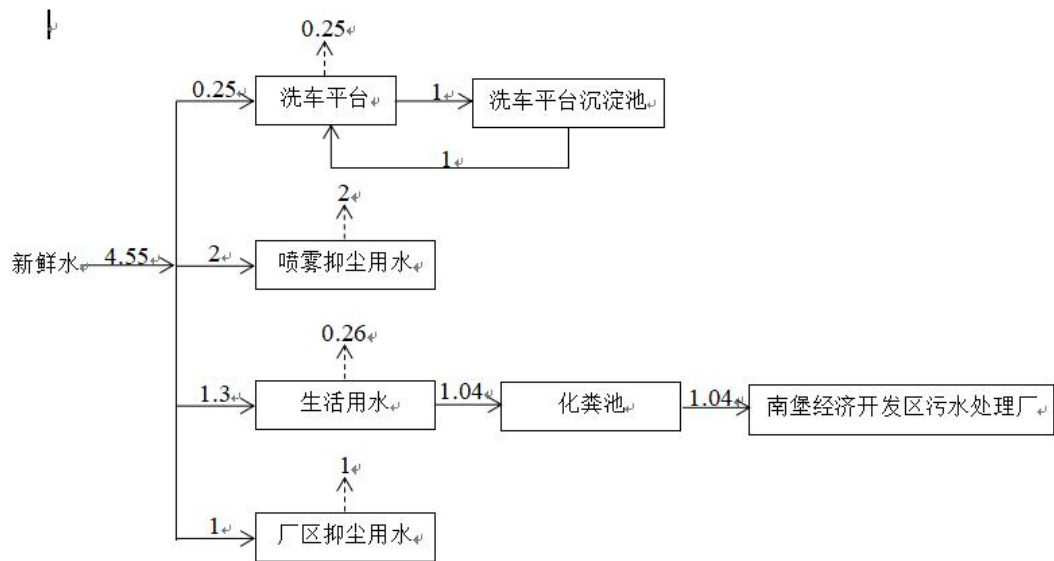 0.25
0.25
洗车平台
1
洗车平台沉淀池
1
2
新鲜水
4.55
2
喷雾抑尘用水
0.26
1.3
生活用水
1.04
化粪池
1.04
南堡经济开发区污水处理厂
1
1
厂区抑尘用水